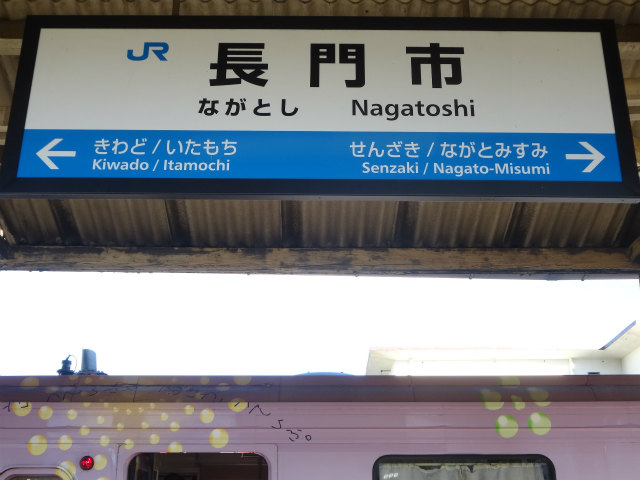 JR 長門市
ながとし Nagatoshi
← きわど / いたもち せんざき / ながとみすみ →
Kiwado / Itamochi Senzaki / Nagato-Misumi